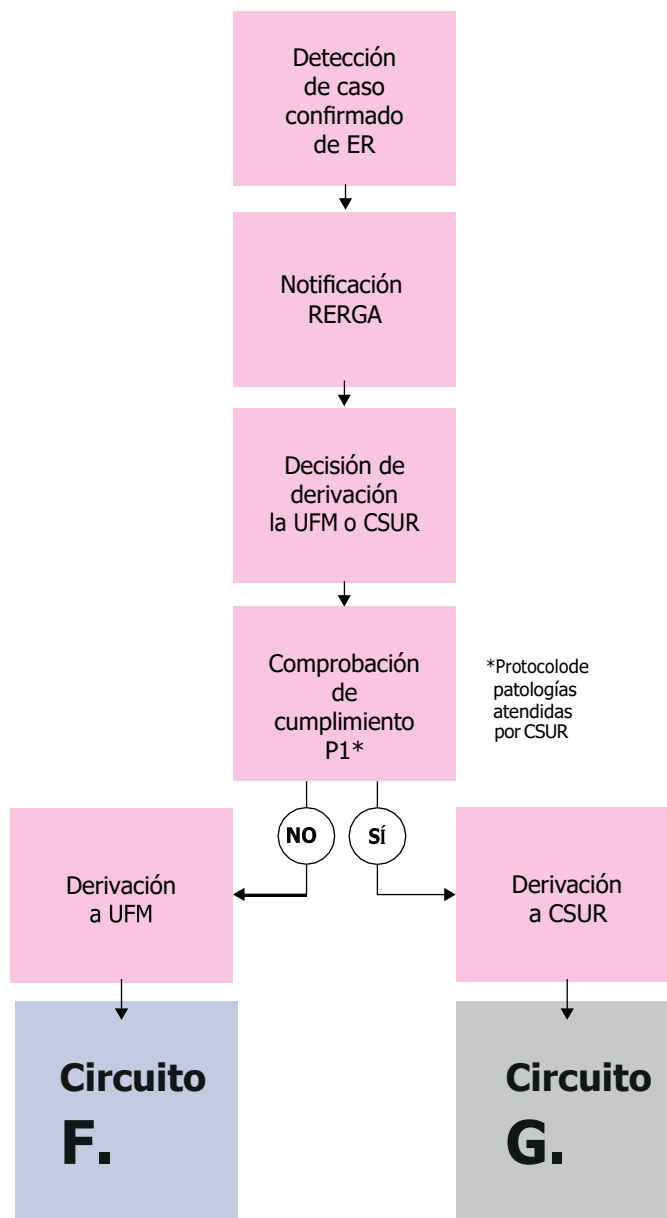 Detección
de caso
confirmado
de ER
Notificación
RERGA
Decisión de
derivación
la UFM o CSUR
Comprobación
de
cumplimiento
P1*
*Protocolode
patologías
atendidas
por CSUR
NO
SÍ
Derivación
a UFM
Derivación
a CSUR
Circuito
F.
Circuito
G.